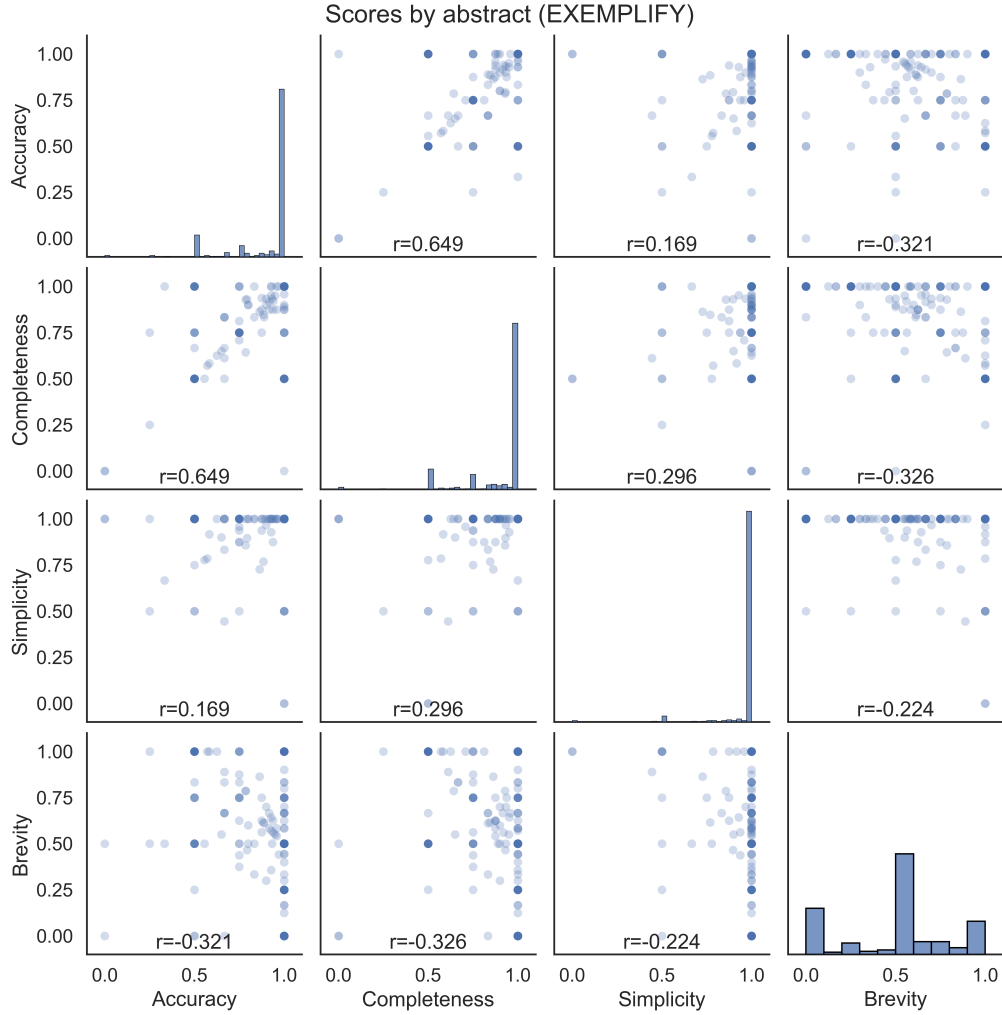 Scores by abstract (EXEMPLIFY)
1.00
0.75
0.50
0.25
0.00
Accuracy
r=0.649
r=0.169
r=-0.321
1.00
0.75
0.50
0.25
0.00
Completeness
r=0.649
r=0.296
r=-0.326
1.00
0.75
0.50
0.25
0.00
Simplicity
r=0.169
r=0.296
r=-0.224
1.00
0.75
0.50
0.25
0.00
Brevity
r=-0.321
r=-0.326
r=-0.224
0.0 0.5 1.0 0.0 0.5 1.0 0.0 0.5 1.0 0.0 0.5 1.0
Accuracy Completeness Simplicity Brevity